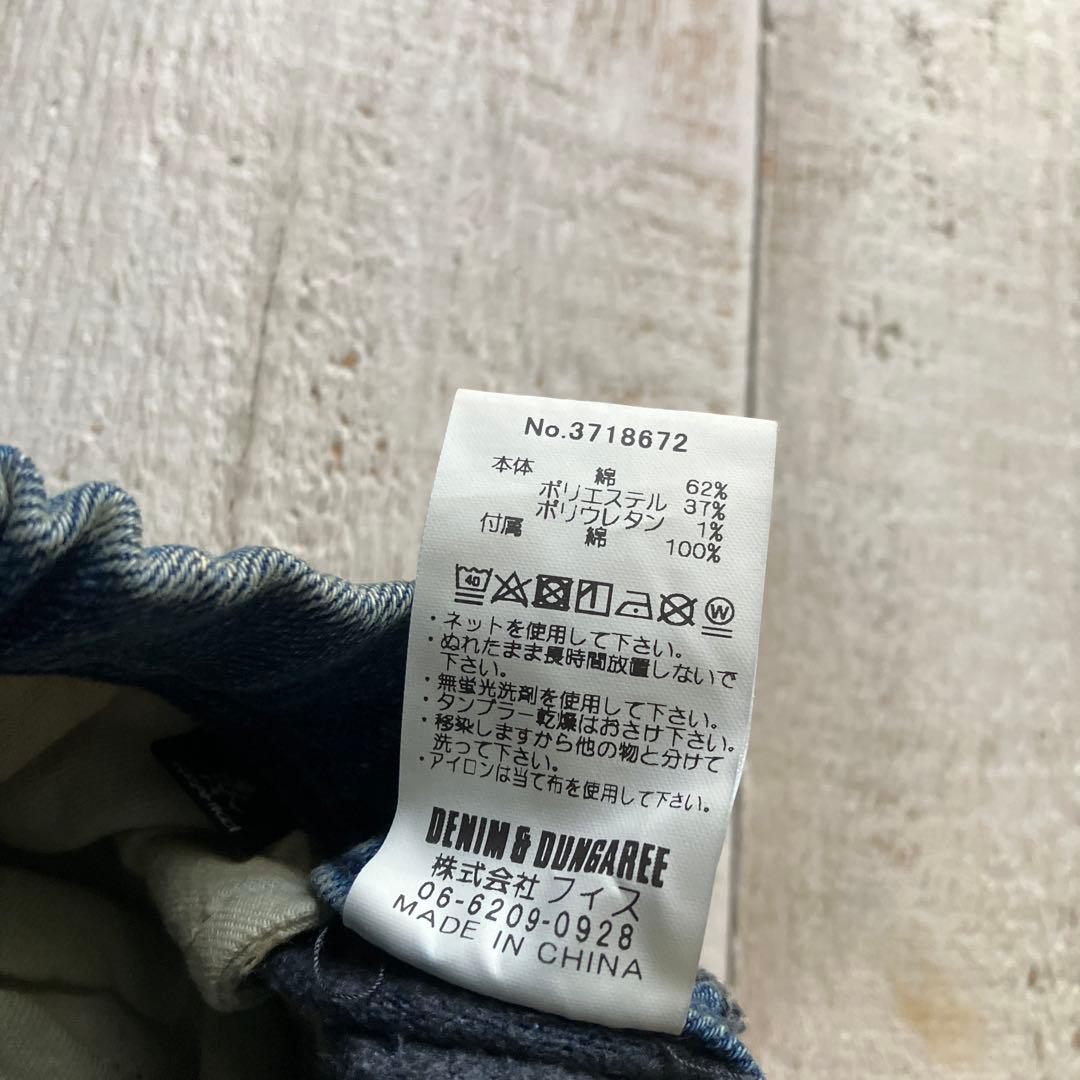 No.3718672
本体 綿 62%
ポリエステル 37%
ポリウレタン 1%
付属 綿 100%
40 W
・ネットを使用して下さい。
・ぬれたまま長時間放置しないで
下さい。
・無蛍光洗剤を使用して下さい。
・タンブラー乾燥はおさけ下さい。
・移染しますから他の物と分けて
洗って下さい。
・アイロンは当て布を使用して下さい。
DENIM & DUNGAREE
株式会社 フィス
06-6209-0928
MADE IN CHINA